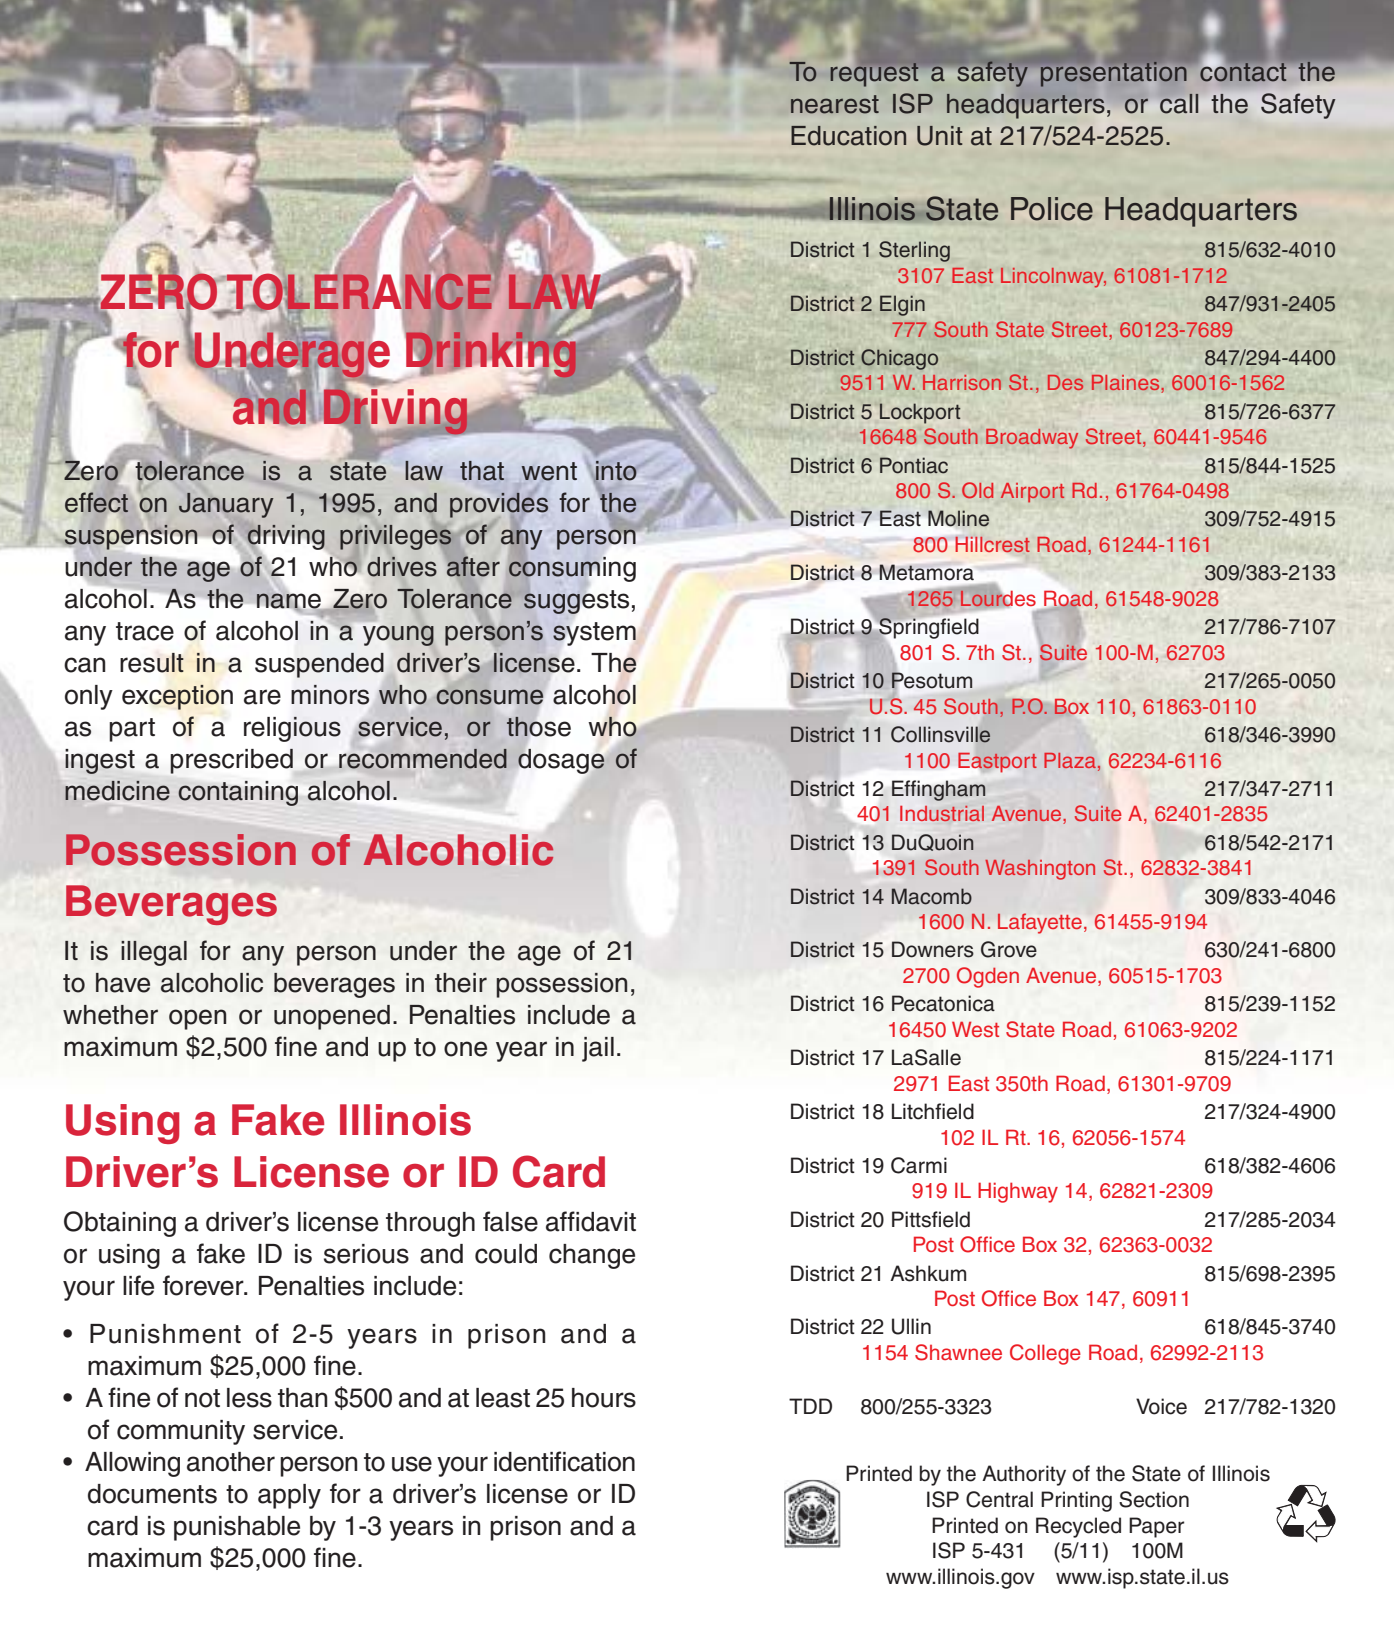 ZERO TOLERANCE LAW
for Underage Drinking
and Driving
Zero tolerance is a state law that went into
effect on January 1, 1995, and provides for the
suspension of driving privileges of any person
under the age of 21 who drives after consuming
alcohol. As the name Zero Tolerance suggests,
any trace of alcohol in a young person's system
can result in a suspended driver's license. The
only exception are minors who consume alcohol
as part of a religious service, or those who
ingest a prescribed or recommended dosage of
medicine containing alcohol.
Possession of Alcoholic
Beverages
It is illegal for any person under the age of 21
to have alcoholic beverages in their possession,
whether open or unopened. Penalties include a
maximum $2,500 fine and up to one year in jail.
Using a Fake Illinois
Driver's License or ID Card
Obtaining a driver's license through false affidavit
or using a fake ID is serious and could change
your life forever. Penalties include:
• Punishment of 2-5 years in prison and a
maximum $25,000 fine.
• A fine of not less than $500 and at least 25 hours
of community service.
• Allowing another person to use your identification
documents to apply for a driver's license or ID
card is punishable by 1-3 years in prison and a
maximum $25,000 fine.
To request a safety presentation contact the
nearest ISP headquarters, or call the Safety
Education Unit at 217/524-2525.
Illinois State Police Headquarters
District 1 Sterling 815/632-4010
3107 East Lincolnway, 61081-1712
District 2 Elgin 847/931-2405
777 South State Street, 60123-7689
District Chicago 847/294-4400
9511 W. Harrison St., Des Plaines, 60016-1562
District 5 Lockport 815/726-6377
16648 South Broadway Street, 60441-9546
District 6 Pontiac 815/844-1525
800 S. Old Airport Rd., 61764-0498
District 7 East Moline 309/752-4915
800 Hillcrest Road, 61244-1161
District 8 Metamora 309/383-2133
1265 Lourdes Road, 61548-9028
District 9 Springfield 217/786-7107
801 S. 7th St., Suite 100-M, 62703
District 10 Pesotum 217/265-0050
U.S. 45 South, P.O. Box 110, 61863-0110
District 11 Collinsville 618/346-3990
1100 Eastport Plaza, 62234-6116
District 12 Effingham 217/347-2711
401 Industrial Avenue, Suite A, 62401-2835
District 13 DuQuoin 618/542-2171
1391 South Washington St., 62832-3841
District 14 Macomb 309/833-4046
1600 N. Lafayette, 61455-9194
District 15 Downers Grove 630/241-6800
2700 Ogden Avenue, 60515-1703
District 16 Pecatonica 815/239-1152
16450 West State Road, 61063-9202
District 17 LaSalle 815/224-1171
2971 East 350th Road, 61301-9709
District 18 Litchfield 217/324-4900
102 IL Rt. 16, 62056-1574
District 19 Carmi 618/382-4606
919 IL Highway 14, 62821-2309
District 20 Pittsfield 217/285-2034
Post Office Box 32, 62363-0032
District 21 Ashkum 815/698-2395
Post Office Box 147, 60911
District 22 Ullin 618/845-3740
1154 Shawnee College Road, 62992-2113
TDD 800/255-3323 Voice 217/782-1320
Printed by the Authority of the State of Illinois
ISP Central Printing Section
Printed on Recycled Paper
ISP 5-431 (5/11) 100M
www.illinois.gov www.isp.state.il.us